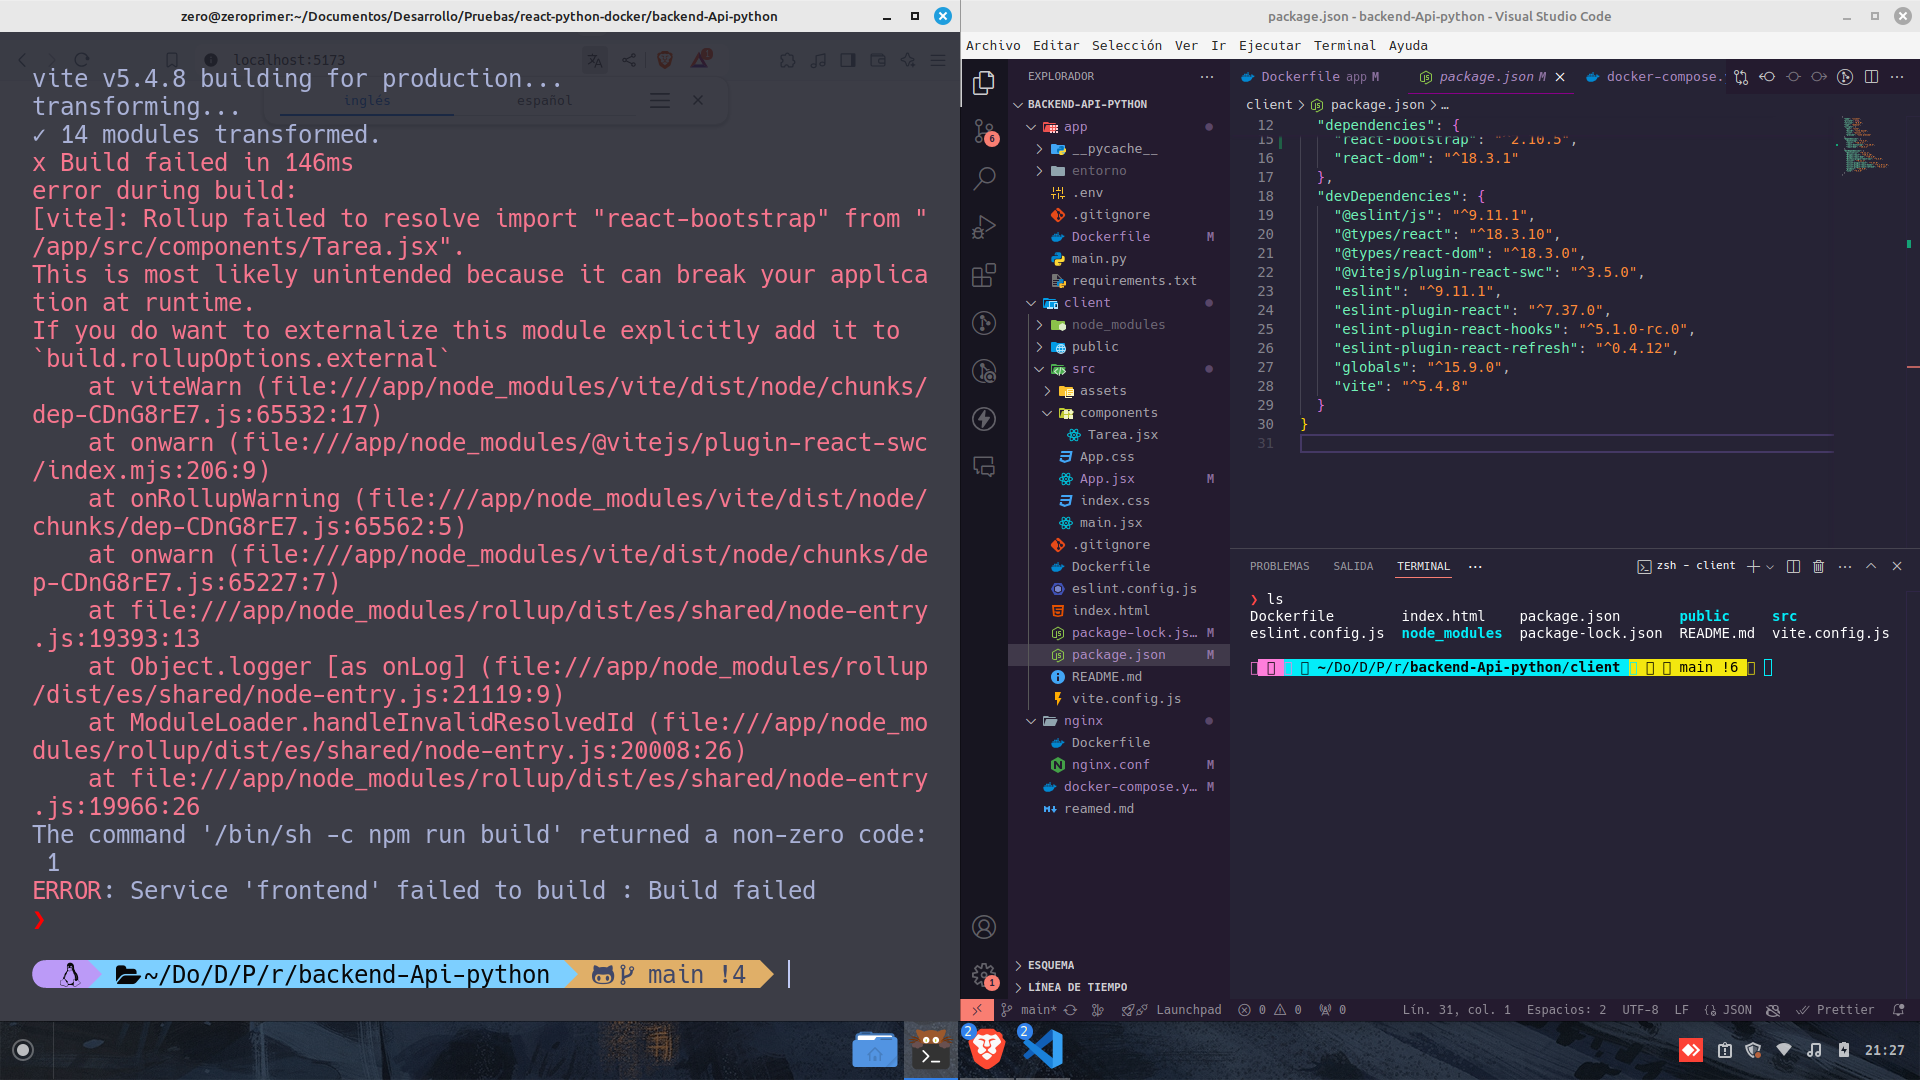 zero@zeroprimer:~/Documentos/Desarrollo/Pruebas/react-python-docker/backend-Api-python
localhost:5173
inglés
español
vite v5.4.8 building for production...
transforming...
✓ 14 modules transformed.
x Build failed in 146ms
error during build:
[vite]: Rollup failed to resolve import "react-bootstrap" from "
/app/src/components/Tarea.jsx".
This is most likely unintended because it can break your applica
tion at runtime.
If you do want to externalize this module explicitly add it to
`build.rollupOptions.external`
at viteWarn (file:///app/node_modules/vite/dist/node/chunks/
dep-CDnG8rE7.js:65532:17)
at onwarn (file:///app/node_modules/@vitejs/plugin-react-swc
/index.mjs:206:9)
at onRollupWarning (file:///app/node_modules/vite/dist/node/
chunks/dep-CDnG8rE7.js:65562:5)
at onwarn (file:///app/node_modules/vite/dist/node/chunks/de
p-CDnG8rE7.js:65227:7)
at file:///app/node_modules/rollup/dist/es/shared/node-entry
.js:19393:13
at Object.logger [as onLog] (file:///app/node_modules/rollup
/dist/es/shared/node-entry.js:21119:9)
at ModuleLoader.handleInvalidResolvedId (file:///app/node_mo
dules/rollup/dist/es/shared/node-entry.js:20008:26)
at file:///app/node_modules/rollup/dist/es/shared/node-entry
.js:19966:26
The command '/bin/sh -c npm run build' returned a non-zero code:
1
ERROR: Service 'frontend' failed to build : Build failed
❯
~/Do/D/P/r/backend-Api-python main !4
package.json - backend-Api-python - Visual Studio Code
Archivo Editar Selección Ver Ir Ejecutar Terminal Ayuda
EXPLORADOR
BACKEND-API-PYTHON
app
__pycache__
entorno
.env
.gitignore
Dockerfile M
main.py
requirements.txt
client
node_modules
public
src
assets
components
Tarea.jsx
App.css
App.jsx M
index.css
main.jsx
.gitignore
Dockerfile
eslint.config.js
index.html
package-lock.js... M
package.json M
README.md
vite.config.js
nginx
Dockerfile
nginx.conf M
docker-compose.y... M
reamed.md
ESQUEMA
LÍNEA DE TIEMPO
6
1
Dockerfile app M
package.json M
docker-compose.
client > package.json > ...
12 "dependencies": {
15 "react-bootstrap": "^2.10.5",
16 "react-dom": "^18.3.1"
17 },
18 "devDependencies": {
19 "@eslint/js": "^9.11.1",
20 "@types/react": "^18.3.10",
21 "@types/react-dom": "^18.3.0",
22 "@vitejs/plugin-react-swc": "^3.5.0",
23 "eslint": "^9.11.1",
24 "eslint-plugin-react": "^7.37.0",
25 "eslint-plugin-react-hooks": "^5.1.0-rc.0",
26 "eslint-plugin-react-refresh": "^0.4.12",
27 "globals": "^15.9.0",
28 "vite": "^5.4.8"
29 }
30 }
31
PROBLEMAS SALIDA TERMINAL ... zsh - client
❯ ls
Dockerfile index.html package.json public src
eslint.config.js node_modules package-lock.json README.md vite.config.js
~/Do/D/P/r/backend-Api-python/client main !6
main* Launchpad 0 0 0 Lín. 31, col. 1 Espacios: 2 UTF-8 LF {} JSON Prettier
2
2
21:27